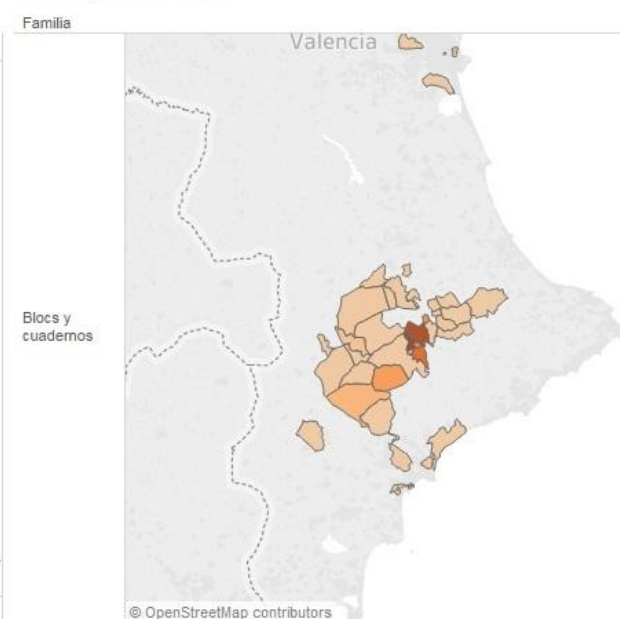 Familia
Valencia
Blocs y
cuadernos
© OpenStreetMap contributors